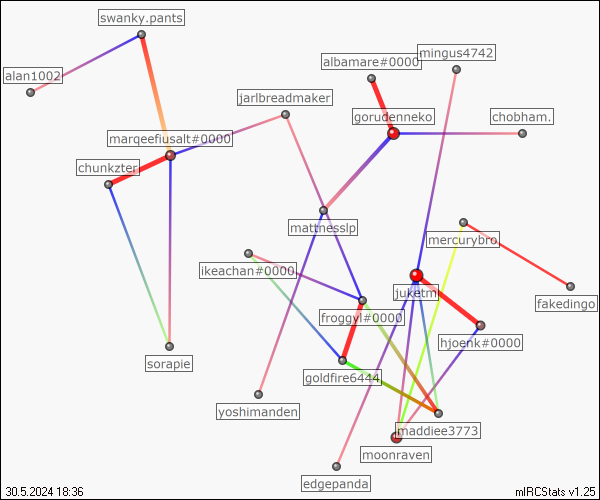 swanky.pants
mingus4742
albamare#0000
alan1002
jarlbreadmaker
gorudenneko
chobham.
marqeefiusalt#0000
chunkzter
mattnesslp
mercurybro
ikeachan#0000
juketm
fakedingo
froggyl#0000
hjoenk#0000
sorapie
goldfire6444
yoshimanden
maddiee3773
moonraven
edgepanda
30.5.2024 18:36
mIRCStats v1.25